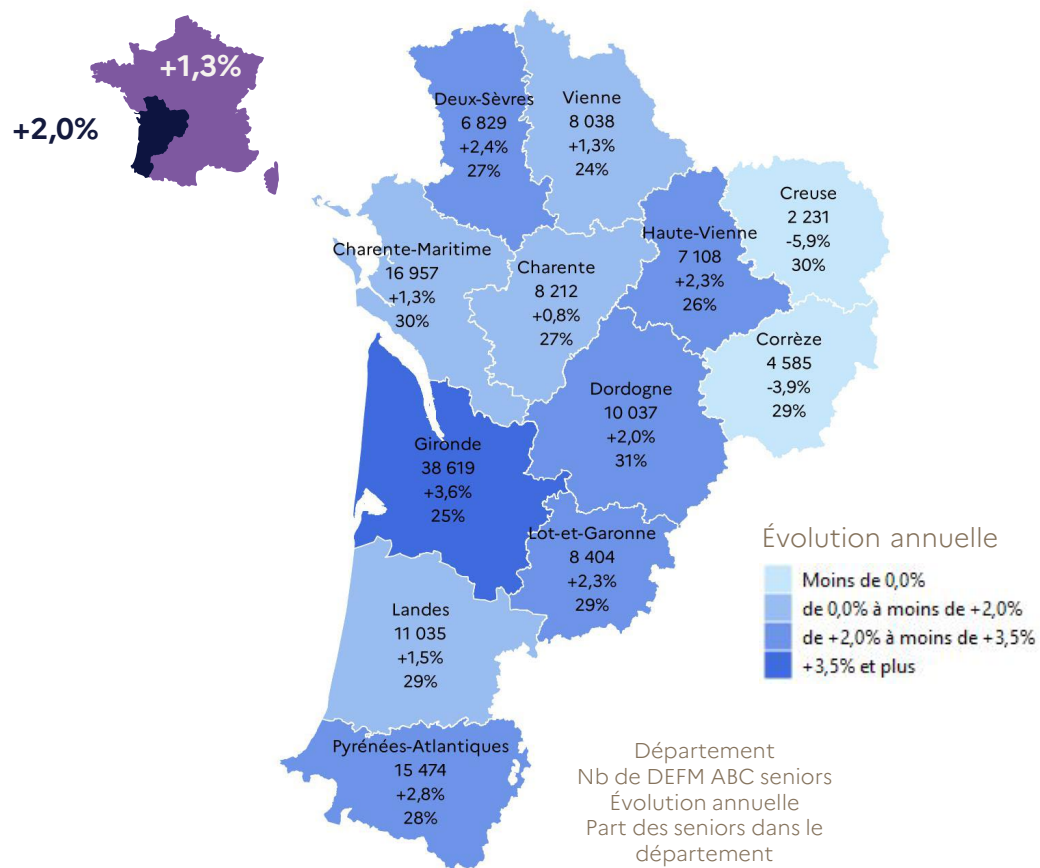 +1,3%
+2,0%
Deux-Sèvres
6 829
+2,4%
27%
Vienne
8 038
+1,3%
24%
Creuse
2 231
-5,9%
30%
Haute-Vienne
7 108
+2,3%
26%
Charente-Maritime
16 957
+1,3%
30%
Charente
8 212
+0,8%
27%
Corrèze
4 585
-3,9%
29%
Dordogne
10 037
+2,0%
31%
Gironde
38 619
+3,6%
25%
Lot-et-Garonne
8 404
+2,3%
29%
Landes
11 035
+1,5%
29%
Pyrénées-Atlantiques
15 474
+2,8%
28%
Évolution annuelle
Moins de 0,0%
de 0,0% à moins de +2,0%
de +2,0% à moins de +3,5%
+3,5% et plus
Département
Nb de DEFM ABC seniors
Évolution annuelle
Part des seniors dans le
département